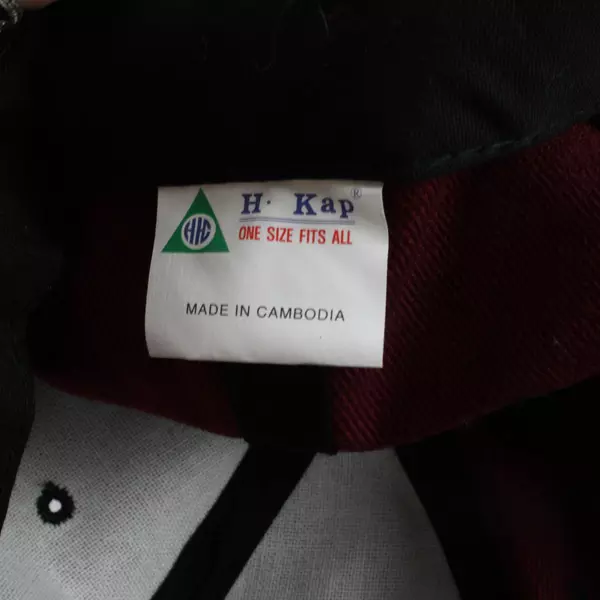 HK
H. Kap®
ONE SIZE FITS ALL
MADE IN CAMBODIA